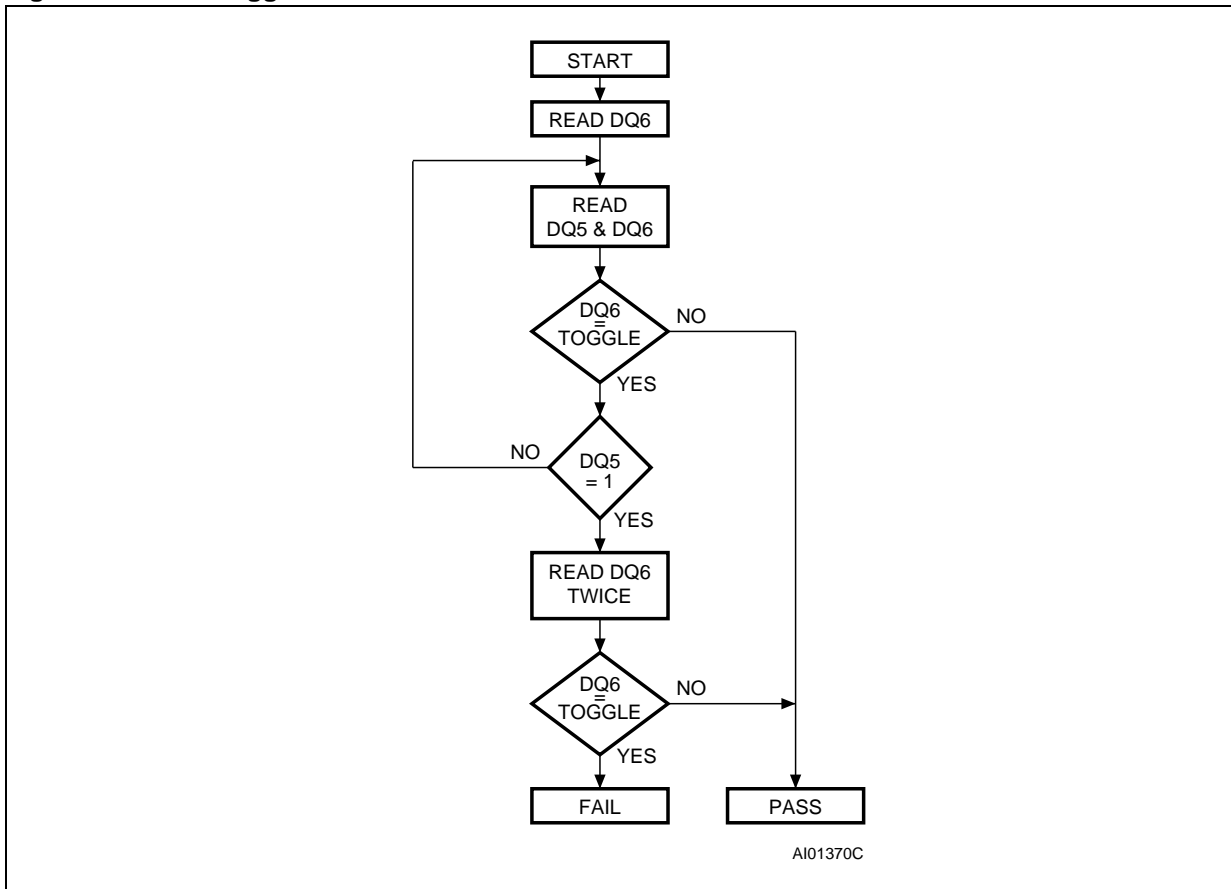 START
READ DQ6
READ
DQ5 & DQ6
DQ6
=
TOGGLE
NO
YES
NO
DQ5
= 1
YES
READ DQ6
TWICE
DQ6
=
TOGGLE
NO
YES
FAIL
PASS
AI01370C